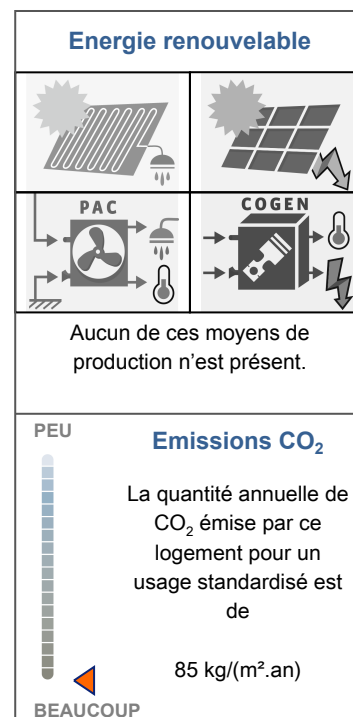 Energie renouvelable
PAC
COGEN
Aucun de ces moyens de
production n'est présent.
PEU
Emissions CO₂
La quantité annuelle de
CO₂ émise par ce
logement pour un
usage standardisé est
de
85 kg/(m².an)
BEAUCOUP